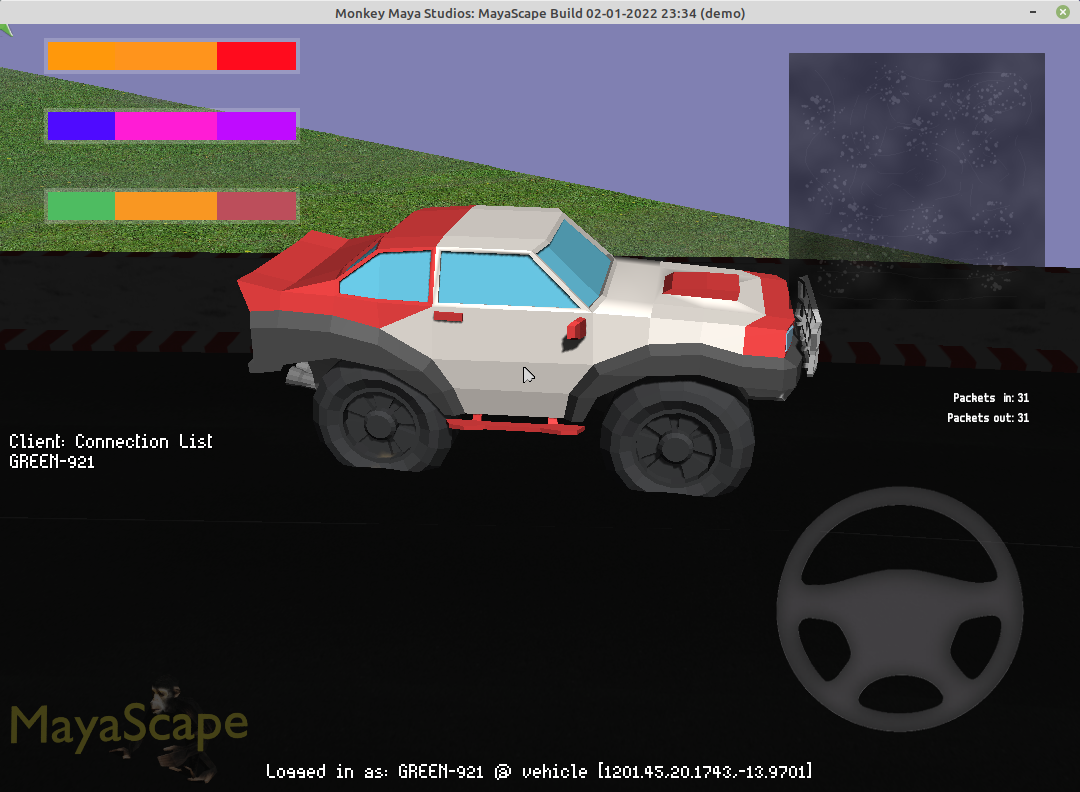 Monkey Maya Studios: MayaScape Build 02-01-2022 23:34 (demo)
Packets in: 31
Packets out: 31
Client: Connection List
GREEN-921
MayaScape
Logged in as: GREEN-921 @ vehicle [1201.45,20.1743,-13.9701]